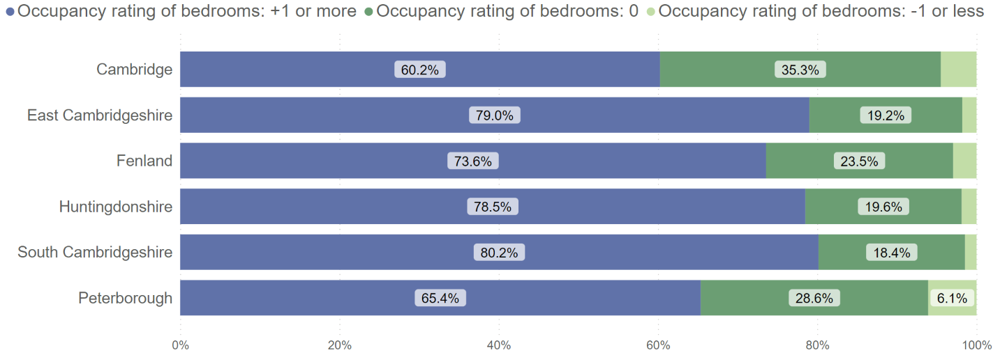 Occupancy rating of bedrooms: +1 or more Occupancy rating of bedrooms: 0 Occupancy rating of bedrooms: -1 or less
Cambridge 60.2% 35.3%
East Cambridgeshire 79.0% 19.2%
Fenland 73.6% 23.5%
Huntingdonshire 78.5% 19.6%
South Cambridgeshire 80.2% 18.4%
Peterborough 65.4% 28.6% 6.1%
0% 20% 40% 60% 80% 100%